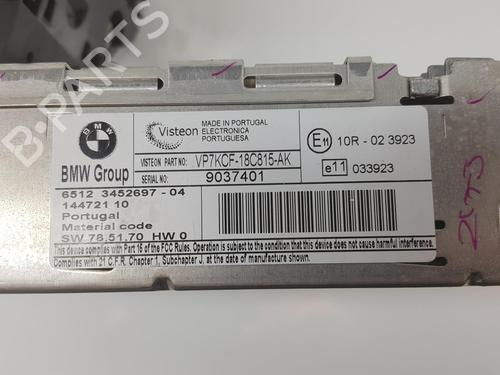 B-PARTS
BMW
BMW Group
Visteon
MADE IN PORTUGAL
ELECTRONICA
PORTUGUESA
VISTEON PART NO: VP7KCF-18C815-AK
SERIAL NO: 9037401
E11 10R - 02 3923
e11 033923
6512 3452697 - 04
144721 10
Portugal
Material code
SW 78.51.70 HW 0
This device complies with Part 15 of the FCC Rules. Operation is subject to the condition that this device does not cause harmful interference.
Complies with 21 C.F.R. Chapter 1, Subchapter J, at date of manufacture.